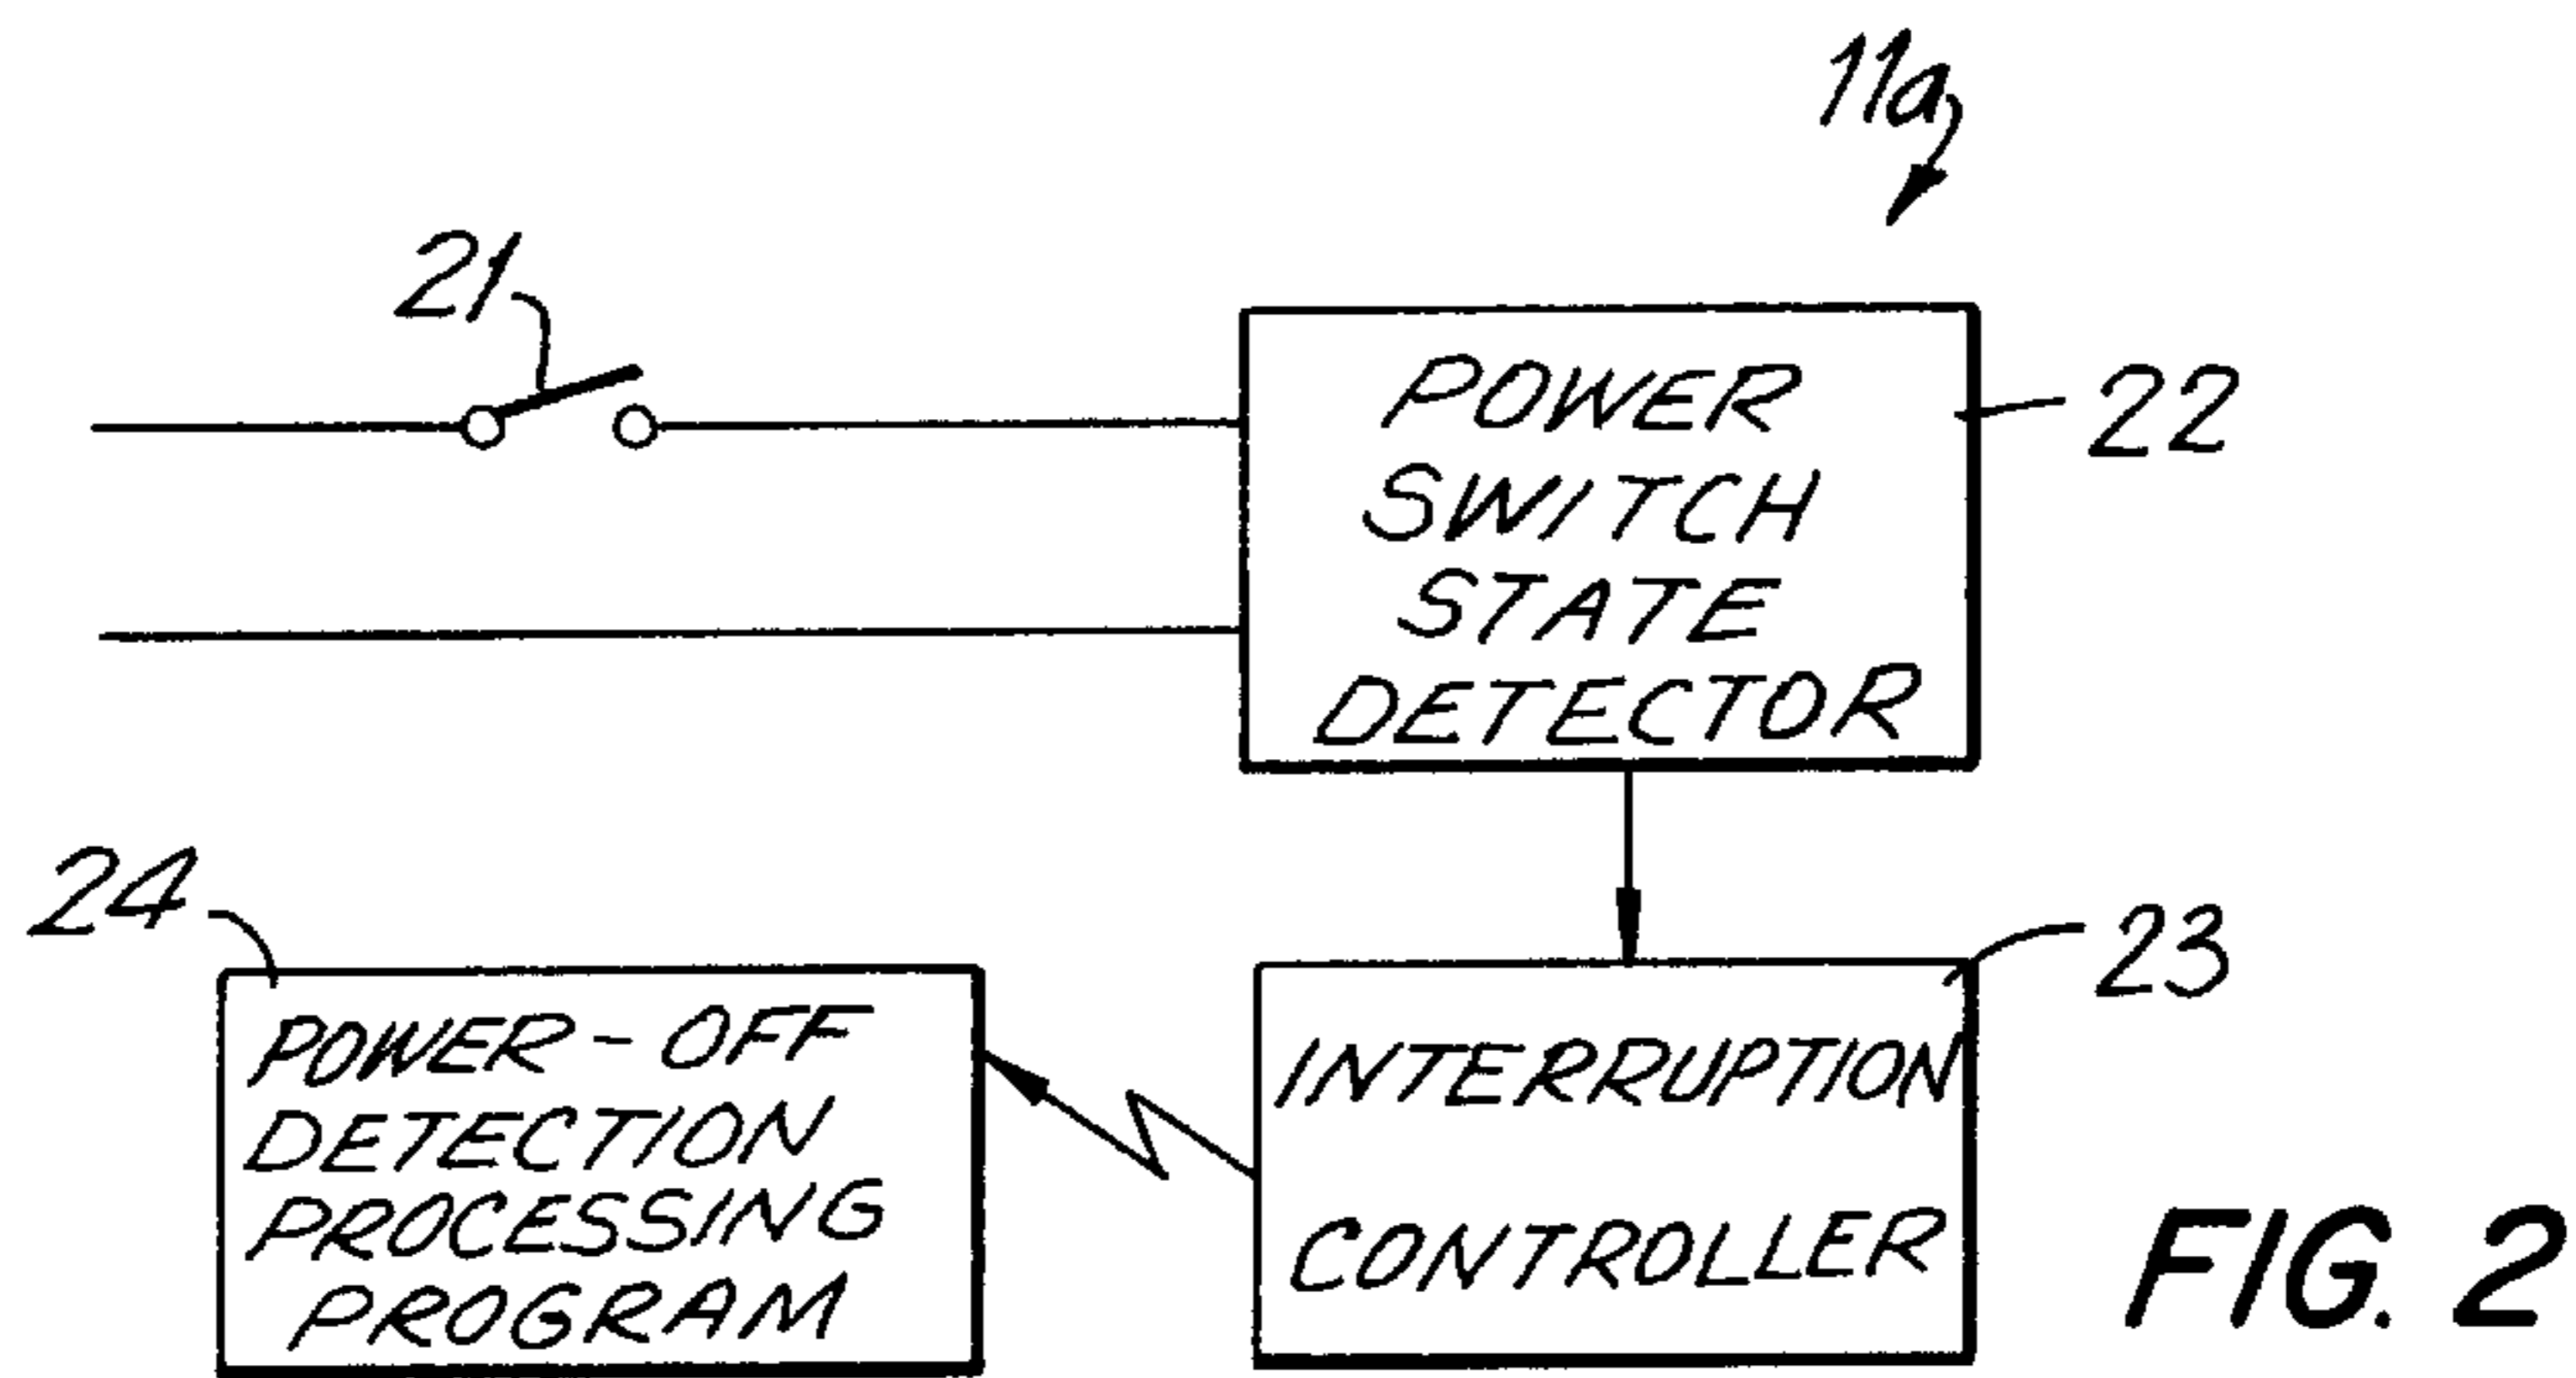 11a
21
POWER
SWITCH
STATE
DETECTOR
22
24
POWER-OFF
DETECTION
PROCESSING
PROGRAM
23
INTERRUPTION
CONTROLLER
FIG. 2